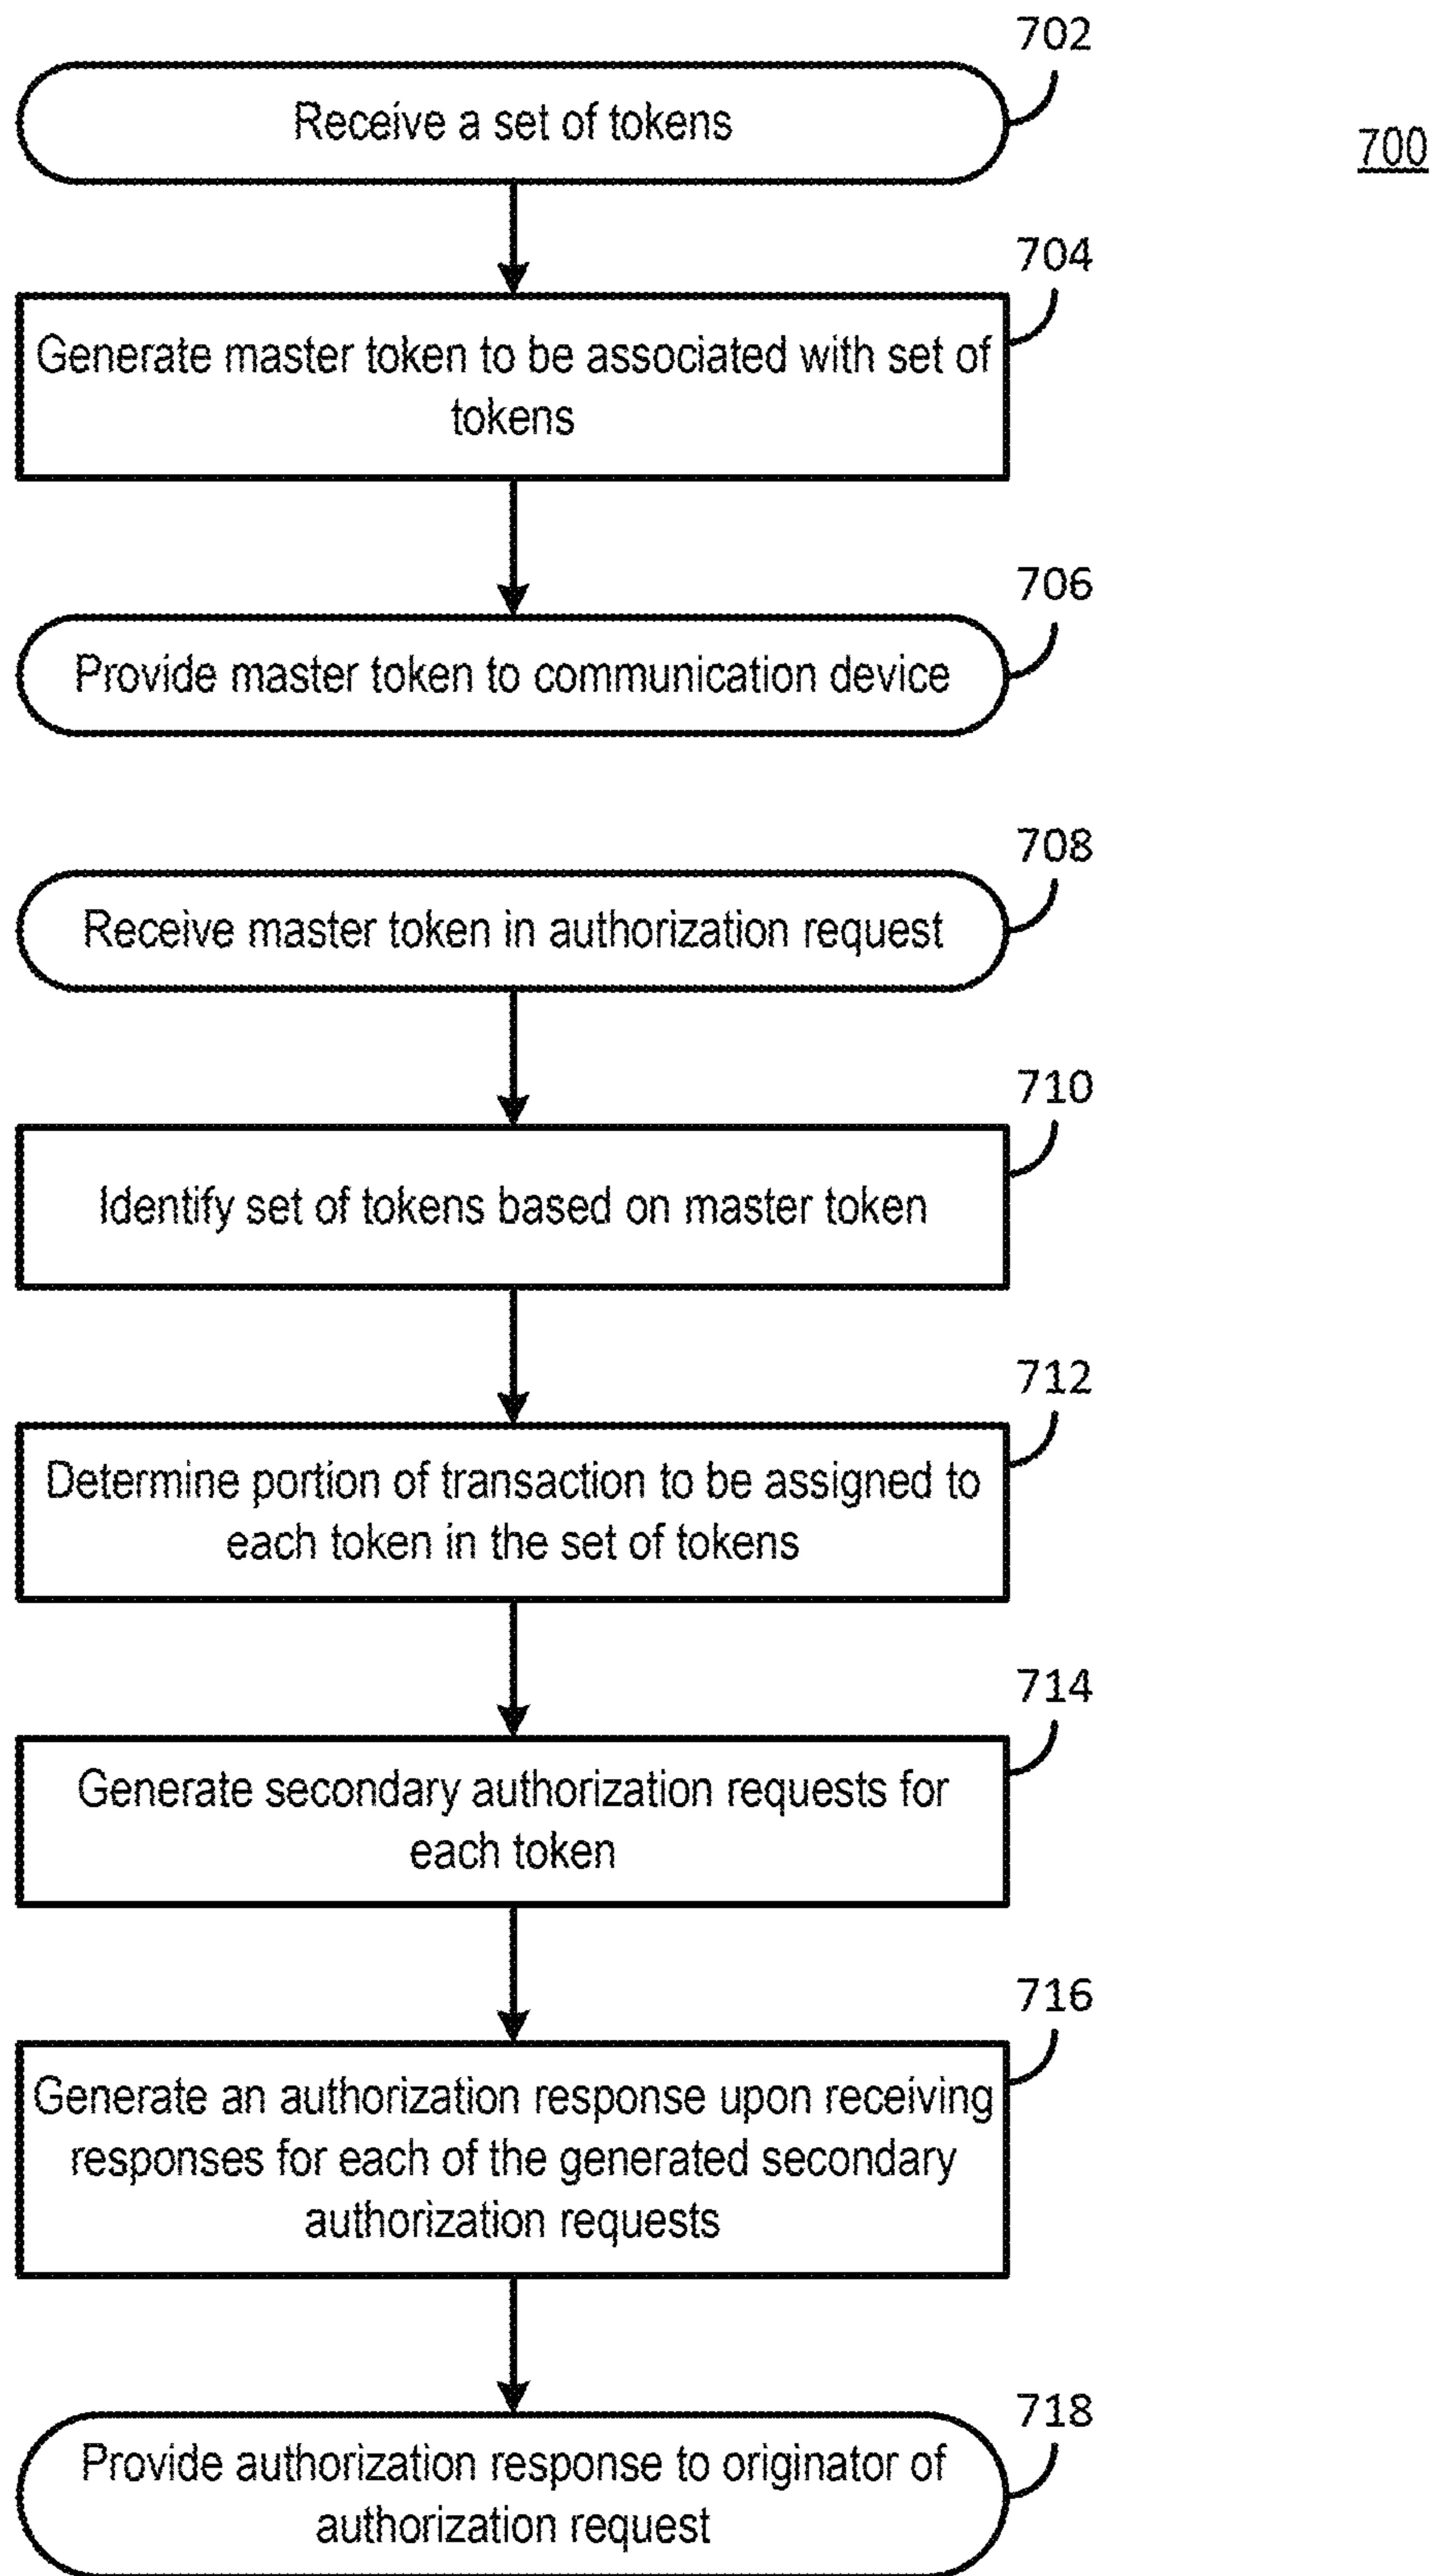 702
Receive a set of tokens
700
704
Generate master token to be associated with set of
tokens
706
Provide master token to communication device
708
Receive master token in authorization request
710
Identify set of tokens based on master token
712
Determine portion of transaction to be assigned to
each token in the set of tokens
714
Generate secondary authorization requests for
each token
716
Generate an authorization response upon receiving
responses for each of the generated secondary
authorization requests
718
Provide authorization response to originator of
authorization request